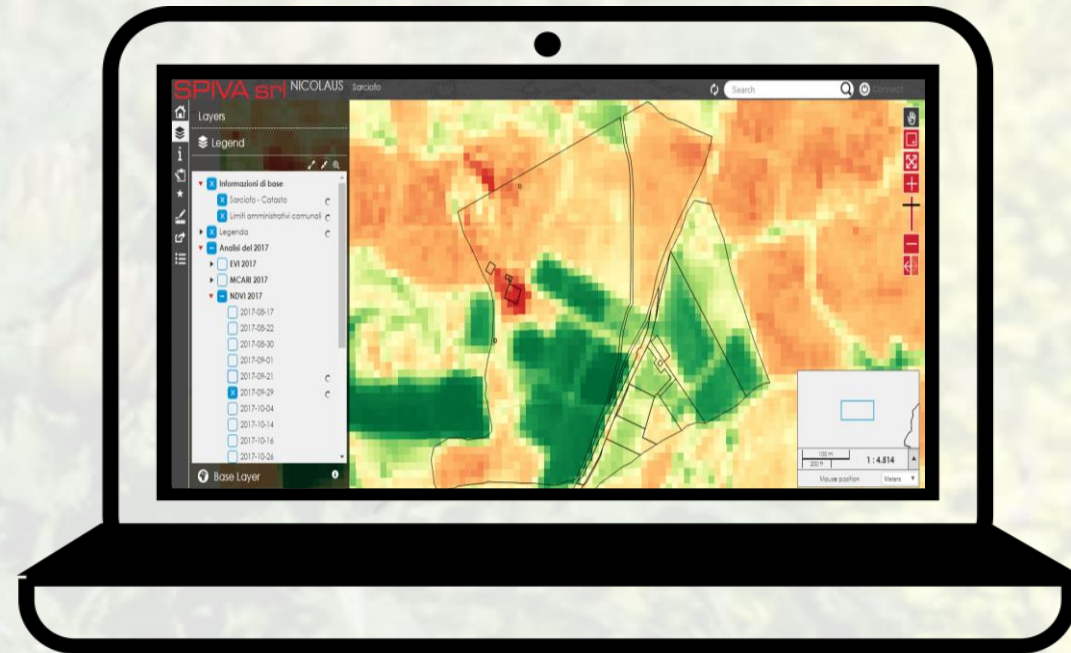 SPIVA srl NICOLAUS Sarciofo
Search
Connect
Layers
Legend
Informazioni di base
Sarciofo - Catasto
Limiti amministrativi comunali
Legenda
Analisi del 2017
EVI 2017
MCARI 2017
NDVI 2017
2017-08-17
2017-08-22
2017-08-30
2017-09-01
2017-09-21
2017-09-29
2017-10-04
2017-10-14
2017-10-16
2017-10-26
Base Layer
100 m
200 ft
1 : 4.514
Mouse position
Meters